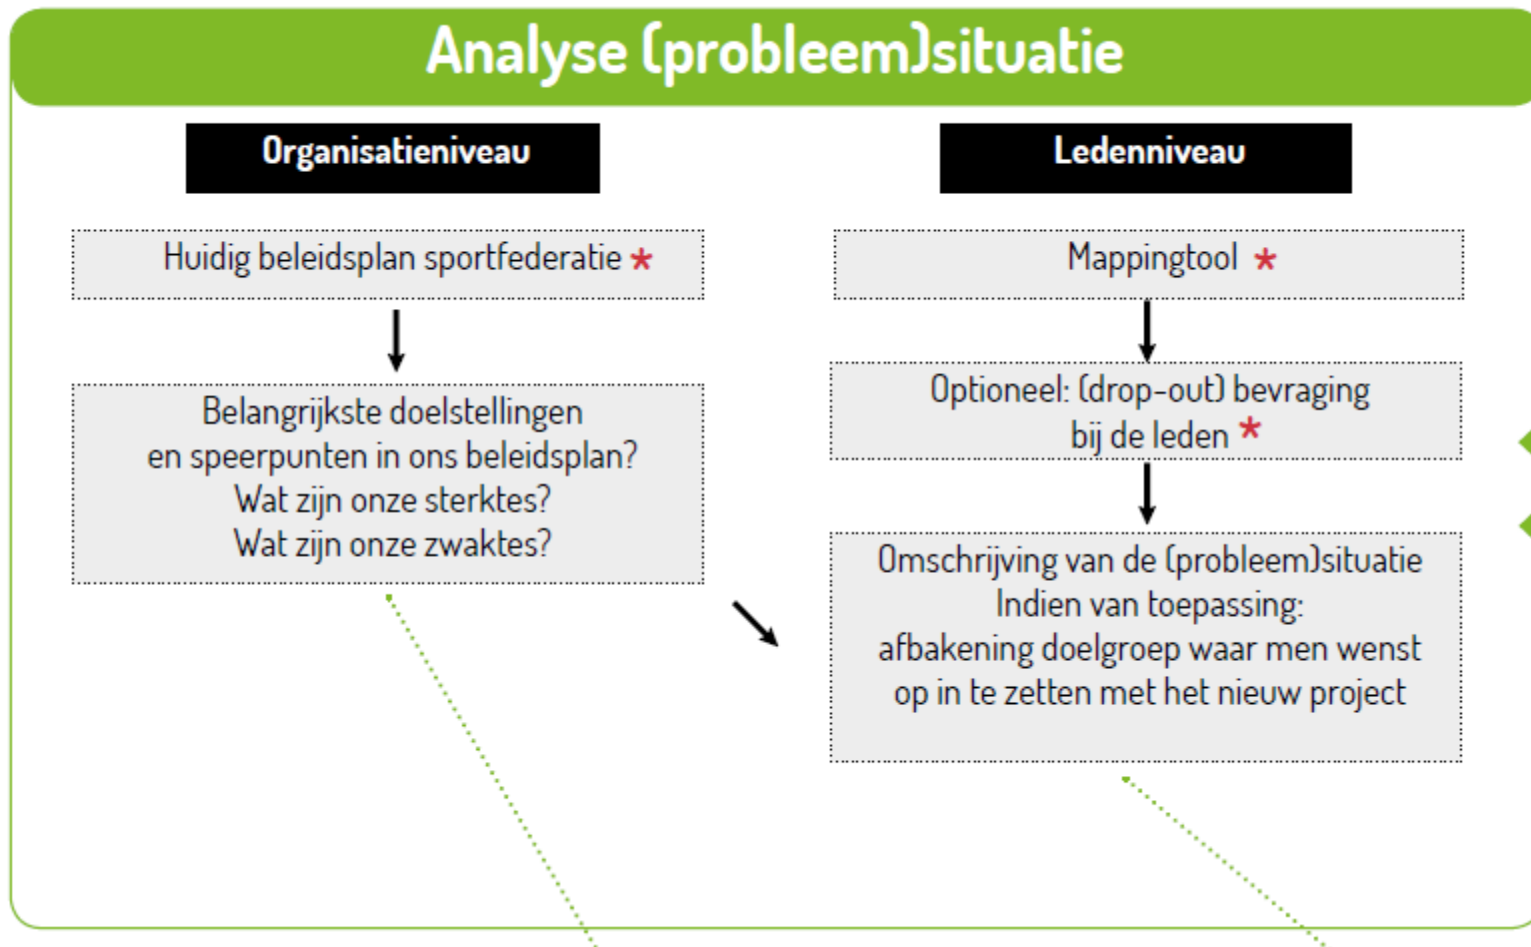 Analyse (probleem)situatie
Organisatieniveau
Huidig beleidsplan sportfederatie *
Belangrijkste doelstellingen
en speerpunten in ons beleidsplan?
Wat zijn onze sterktes?
Wat zijn onze zwaktes?
Ledenniveau
Mappingtool *
Optioneel: (drop-out) bevraging
bij de leden *
Omschrijving van de (probleem)situatie
Indien van toepassing:
afbakening doelgroep waar men wenst
op in te zetten met het nieuw project